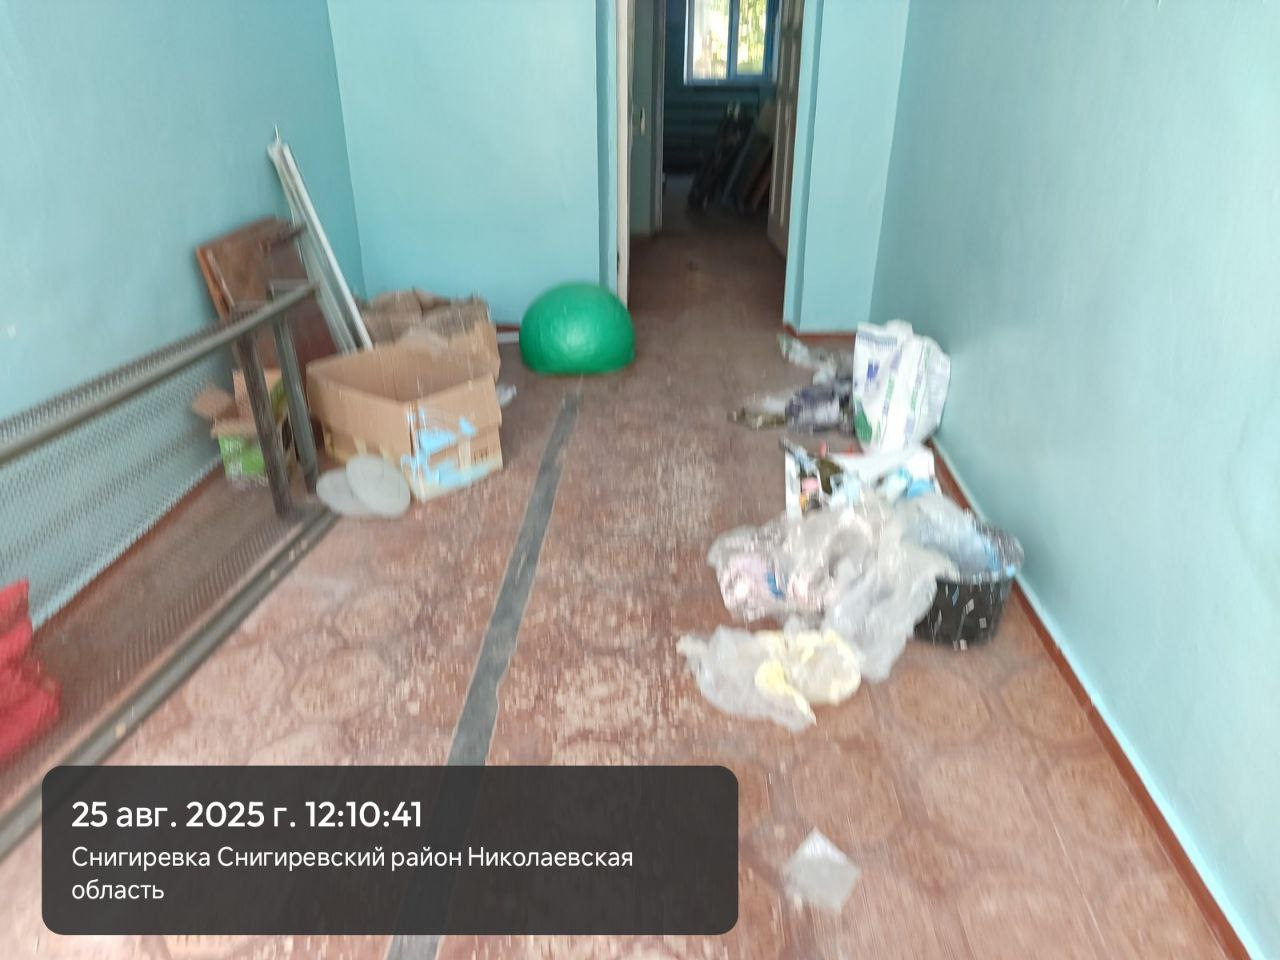 25 авг. 2025 г. 12:10:41
Снигиревка Снигиревский район Николаевская
область